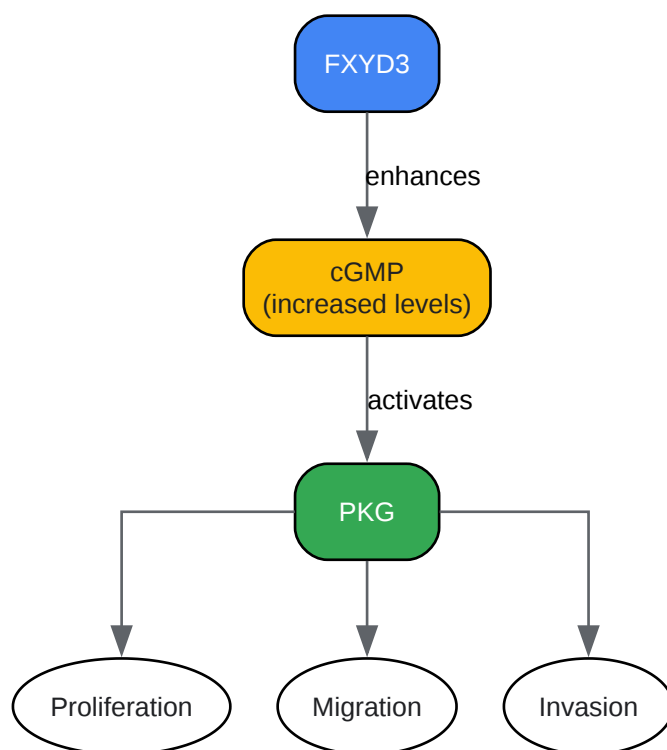 FXYD3
enhances
cGMP
(increased levels)
activates
PKG
Proliferation
Migration
Invasion